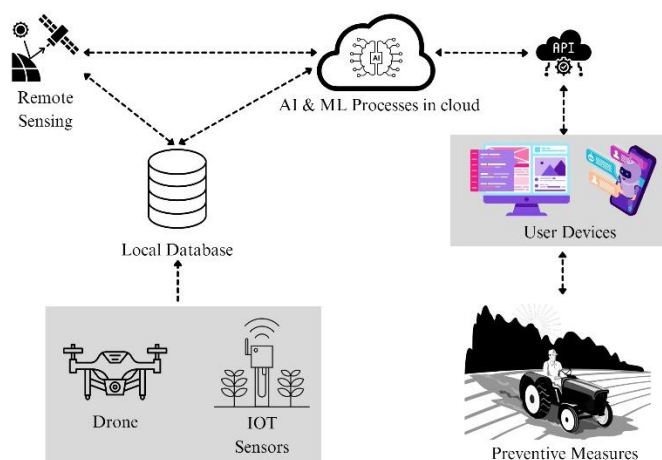 API
AI
Remote
Sensing
AI & ML Processes in cloud
User Devices
Local Database
Drone
IOT
Sensors
Preventive Measures